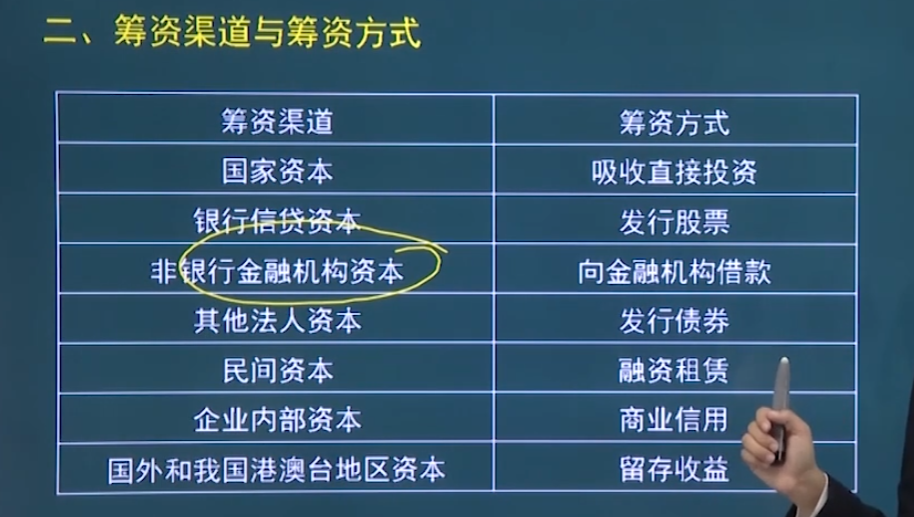 二、筹资渠道与筹资方式
筹资渠道 筹资方式
国家资本 吸收直接投资
银行信贷资本 发行股票
非银行金融机构资本 向金融机构借款
其他法人资本 发行债券
民间资本 融资租赁
企业内部资本 商业信用
国外和我国港澳台地区资本 留存收益